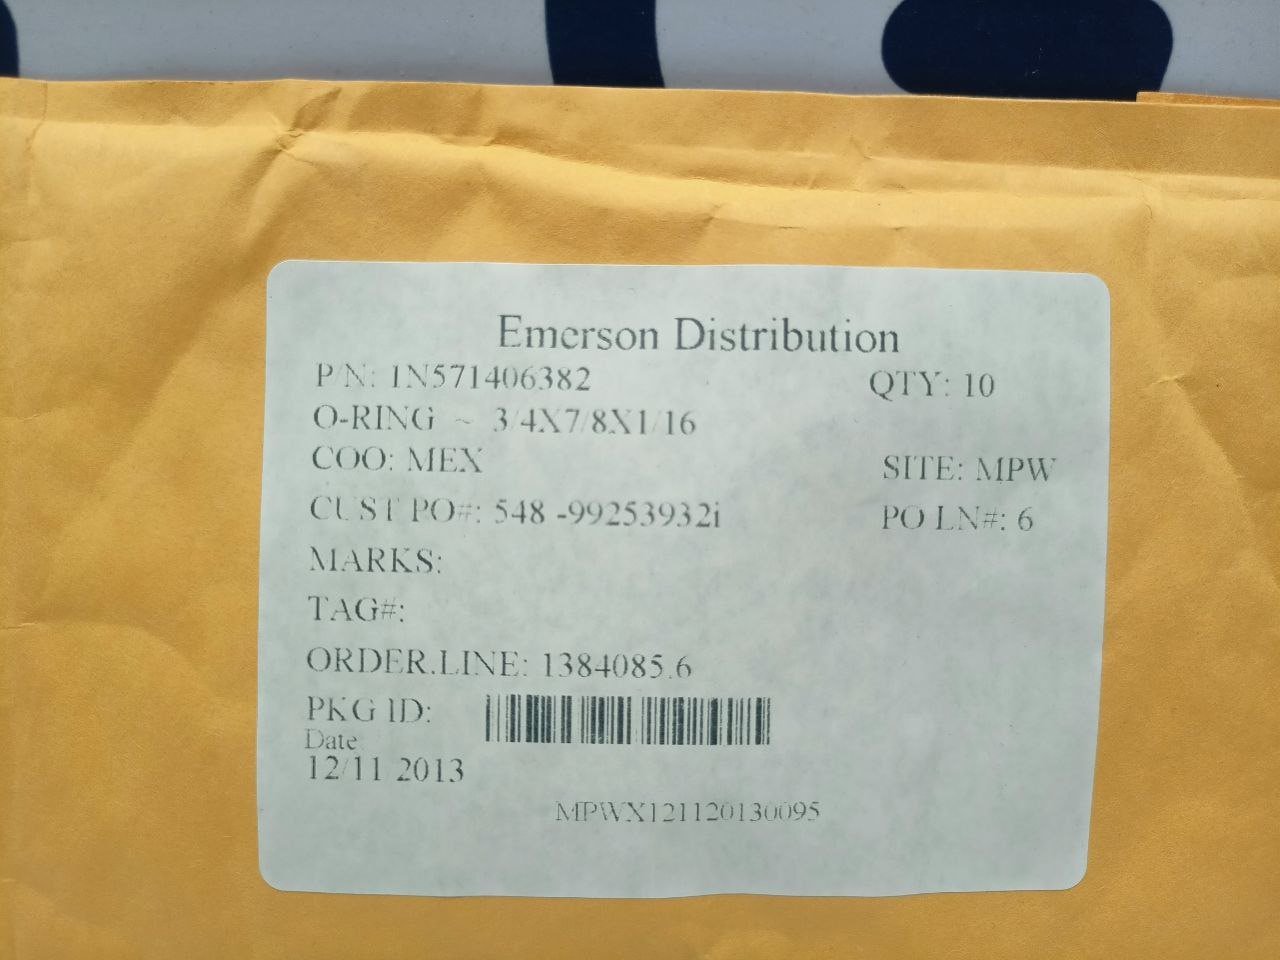 Emerson Distribution
P/N: 1N571406382 QTY: 10
O-RING ~ 3/4X7/8X1/16
COO: MEX SITE: MPW
CUST PO#: 548 -99253932i PO LN#: 6
MARKS:
TAG#:
ORDER.LINE: 1384085.6
PKG ID:
Date:
12/11/2013
MPWX121120130095